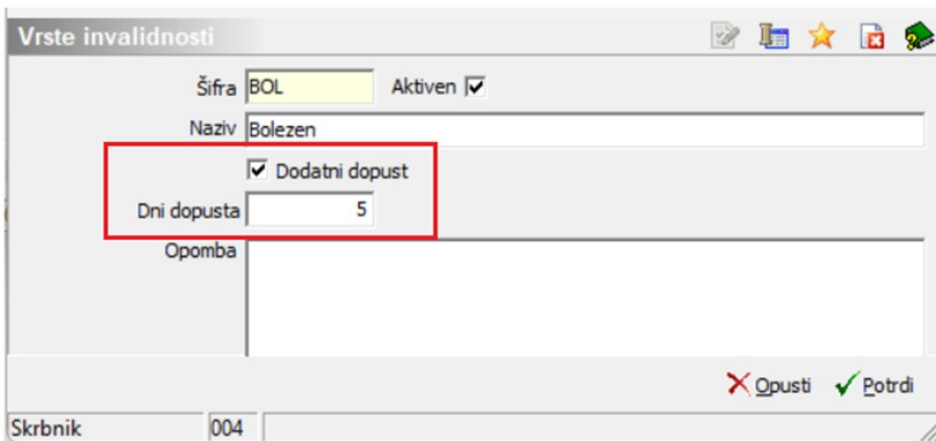 Vrste invalidnosti
Šifra BOL Aktiven
Naziv Bolezen
Dodatni dopust
Dni dopusta 5
Opomba
Opusti Potrdi
Skrbnik 004